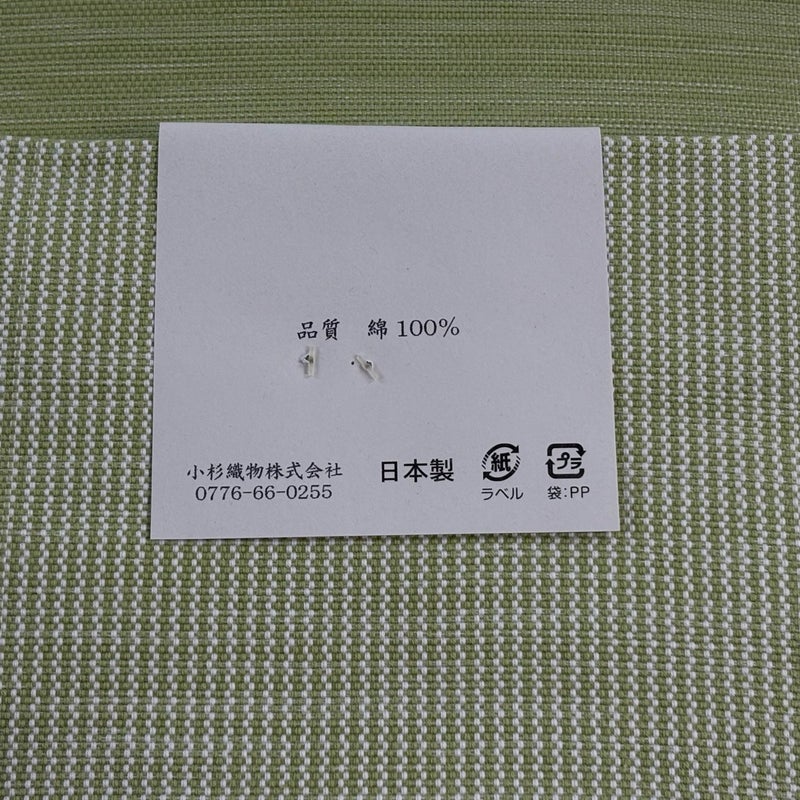 品質　綿 100%
小杉織物株式会社
0776-66-0255
日本製
紙
ラベル
プラ
袋:PP